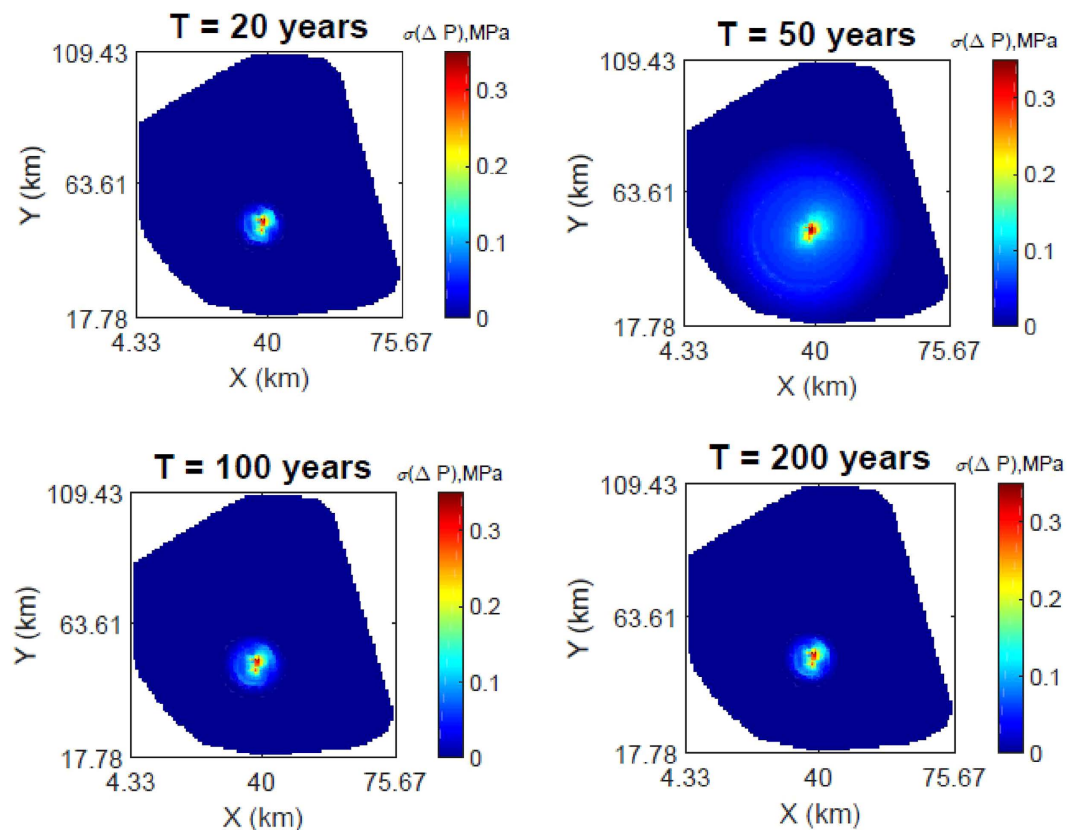 T = 20 years
σ(Δ P),MPa
109.43
63.61
17.78
Y (km)
4.33 40 75.67
X (km)
0.3
0.2
0.1
0
T = 50 years
σ(Δ P),MPa
109.43
63.61
17.78
Y (km)
4.33 40 75.67
X (km)
0.3
0.2
0.1
0
T = 100 years
σ(Δ P),MPa
109.43
63.61
17.78
Y (km)
4.33 40 75.67
X (km)
0.3
0.2
0.1
0
T = 200 years
σ(Δ P),MPa
109.43
63.61
17.78
Y (km)
4.33 40 75.67
X (km)
0.3
0.2
0.1
0